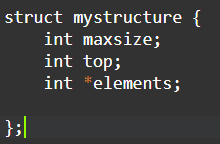 struct mystructure {
    int maxsize;
    int top;
    int *elements;

};